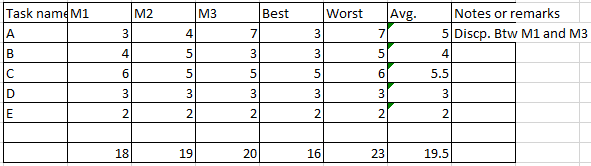 Task name M1 M2 M3 Best Worst Avg. Notes or remarks
A 3 4 7 3 7 5 Discp. Btw M1 and M3
B 4 5 3 3 5 4
C 6 5 5 5 6 5.5
D 3 3 3 3 3 3
E 2 2 2 2 2 2
18 19 20 16 23 19.5